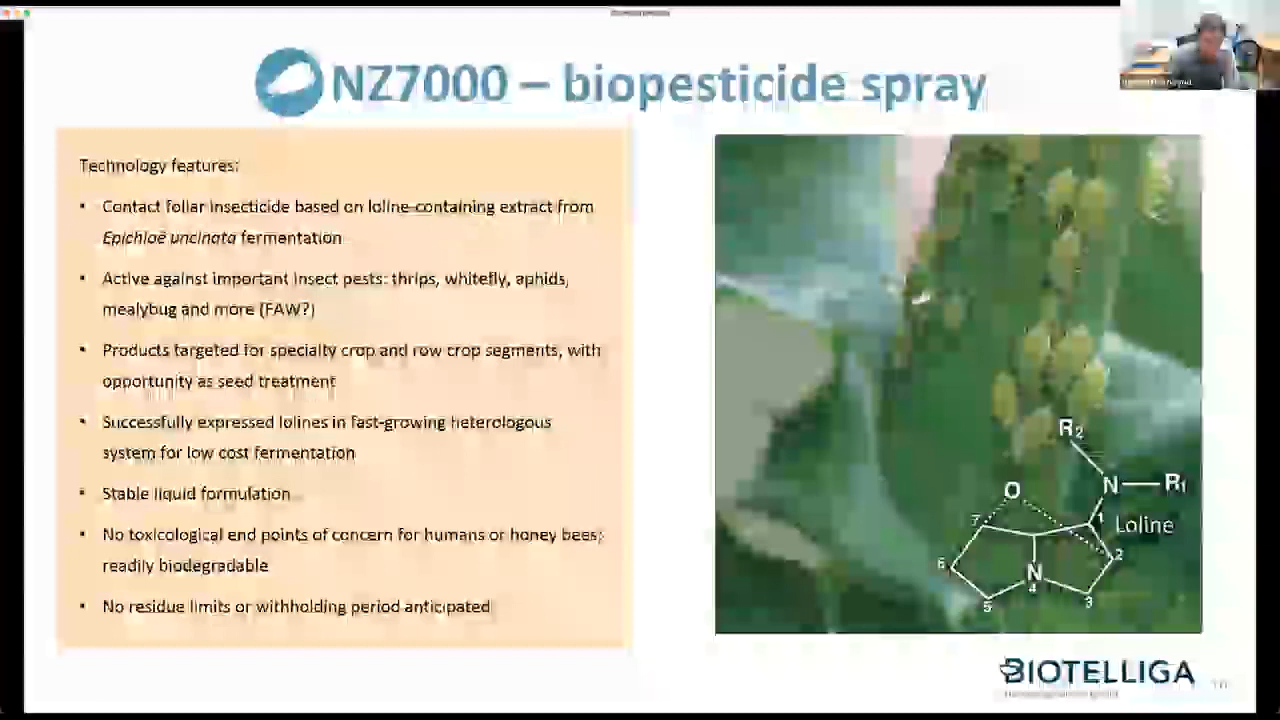 NZ7000 – biopesticide spray
Technology features:
• Contact foliar insecticide based on loline-containing extract from
Epichloë uncinata fermentation
• Active against important insect pests: thrips, whitefly, aphids,
mealybug and more (FAW?)
• Products targeted for specialty crop and row crop segments, with
opportunity as seed treatment
• Successfully expressed lolines in fast-growing heterologous
system for low cost fermentation
• Stable liquid formulation
• No toxicological end points of concern for humans or honey bees;
readily biodegradable
• No residue limits or withholding period anticipated
R2
N R1
O
7 1 Loline
6 2
N
4
5 3
BIOTELLIGA